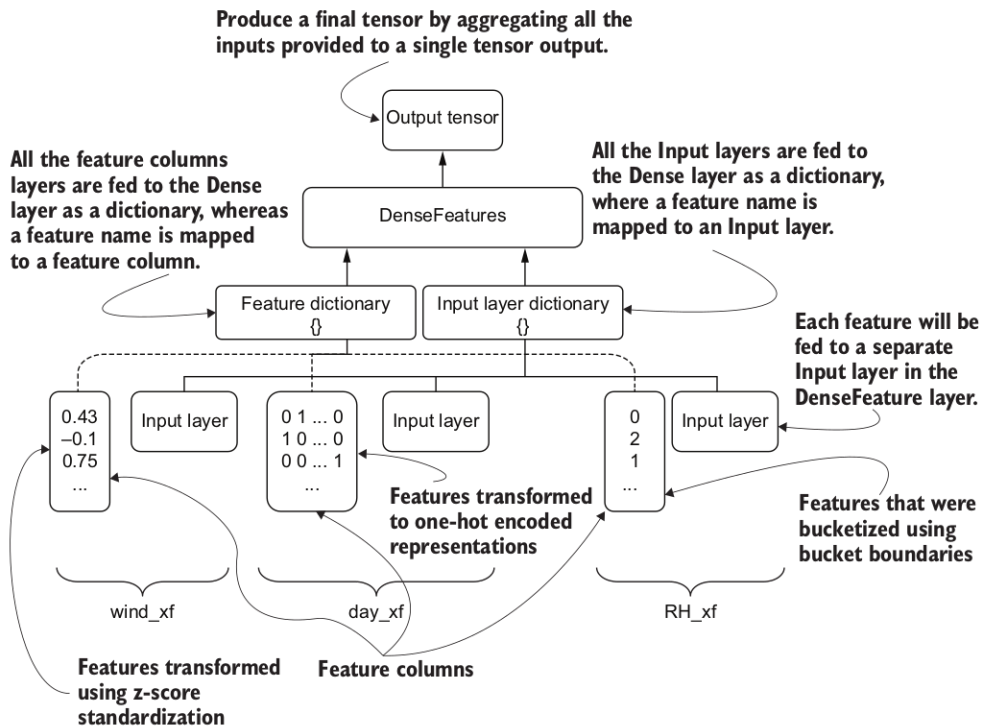 Produce a final tensor by aggregating all the
inputs provided to a single tensor output.
Output tensor
All the feature columns
layers are fed to the Dense
layer as a dictionary, whereas
a feature name is mapped
to a feature column.
All the Input layers are fed to
the Dense layer as a dictionary,
where a feature name is
mapped to an Input layer.
DenseFeatures
Feature dictionary
{}
Input layer dictionary
{}
Each feature will be
fed to a separate
Input layer in the
DenseFeature layer.
0.43
–0.1
0.75
...
Input layer
0 1 ... 0
1 0 ... 0
0 0 ... 1
...
Input layer
0
2
1
...
Input layer
Features transformed
to one-hot encoded
representations
Features that were
bucketized using
bucket boundaries
wind_xf
day_xf
RH_xf
Features transformed
using z-score
standardization
Feature columns